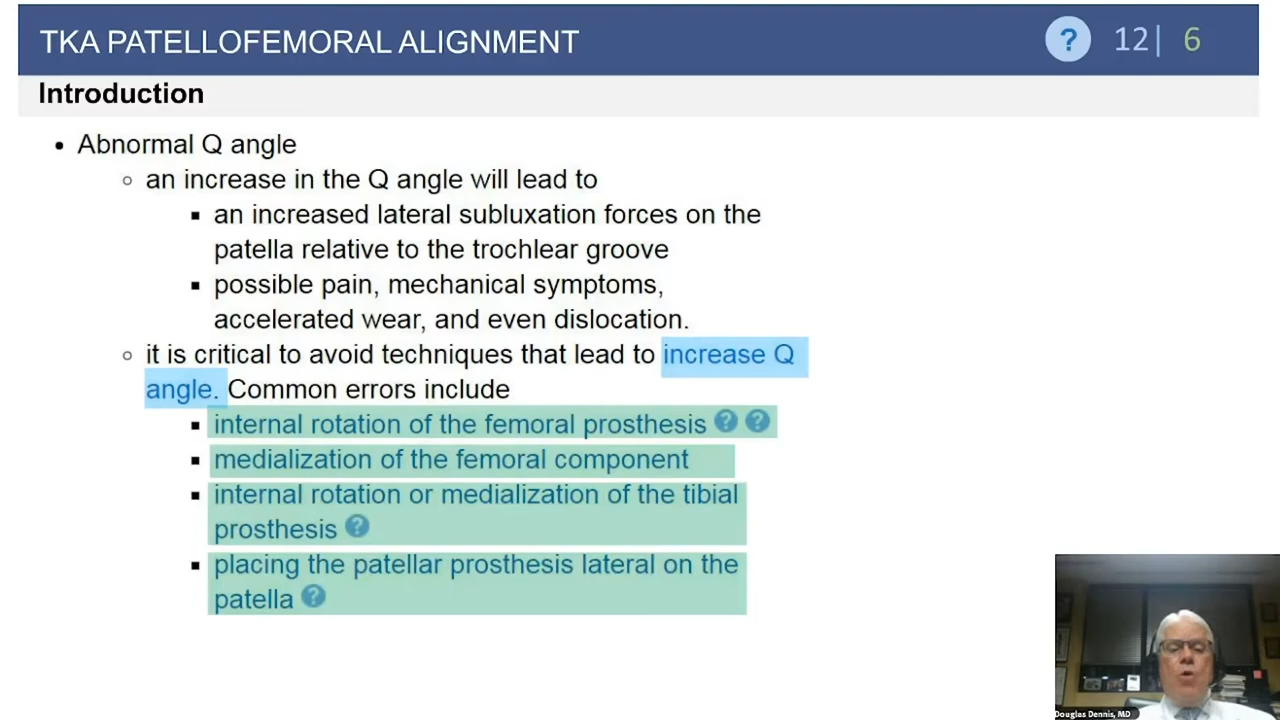 TKA PATELLOFEMORAL ALIGNMENT
? 12| 6
Introduction
• Abnormal Q angle
○ an increase in the Q angle will lead to
▪ an increased lateral subluxation forces on the
patella relative to the trochlear groove
▪ possible pain, mechanical symptoms,
accelerated wear, and even dislocation.
○ it is critical to avoid techniques that lead to increase Q
angle. Common errors include
▪ internal rotation of the femoral prosthesis ? ?
▪ medialization of the femoral component
▪ internal rotation or medialization of the tibial
prosthesis ?
▪ placing the patellar prosthesis lateral on the
patella ?
Douglas Dennis, MD